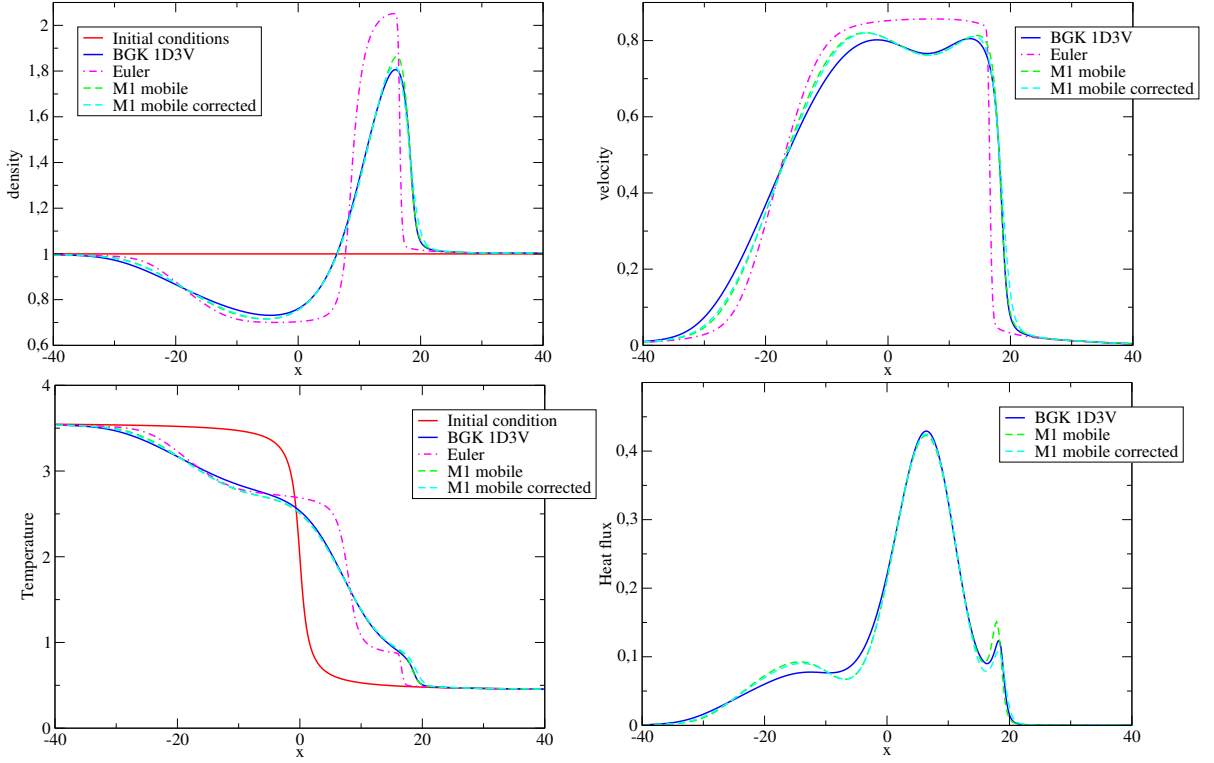 density
2,1
1,8
1,4
1,2
1
0,8
0,6
-40
-20
0
20
40
x
Initial conditions
BGK 1D3V
Euler
M1 mobile
M1 mobile corrected
velocity
0,8
0,6
0,4
0,2
0
-40
-20
0
20
40
x
BGK 1D3V
Euler
M1 mobile
M1 mobile corrected
Temperature
4
3
2
1
0
-40
-20
0
20
40
x
Initial condition
BGK 1D3V
Euler
M1 mobile
M1 mobile corrected
Heat flux
0,4
0,3
0,2
0,1
0
-40
-20
0
20
40
x
BGK 1D3V
M1 mobile
M1 mobile corrected